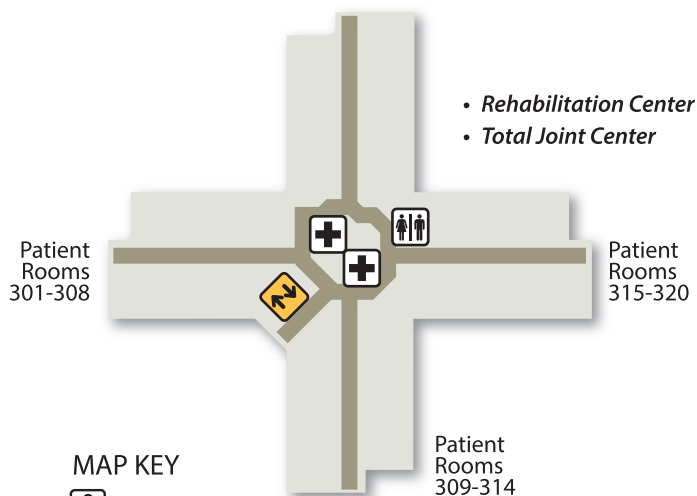 • Rehabilitation Center
• Total Joint Center
Patient
Rooms
301-308
Patient
Rooms
315-320
Patient
Rooms
309-314
MAP KEY